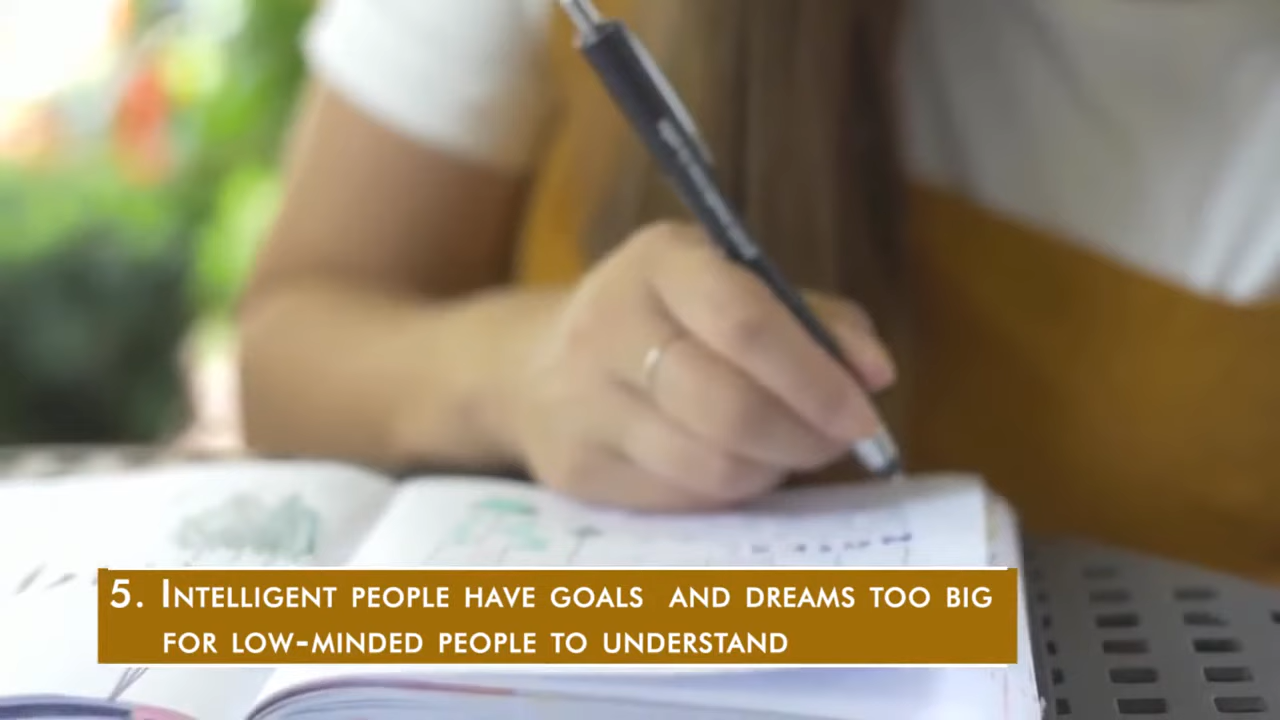 5. Intelligent people have goals and dreams too big
for low-minded people to understand